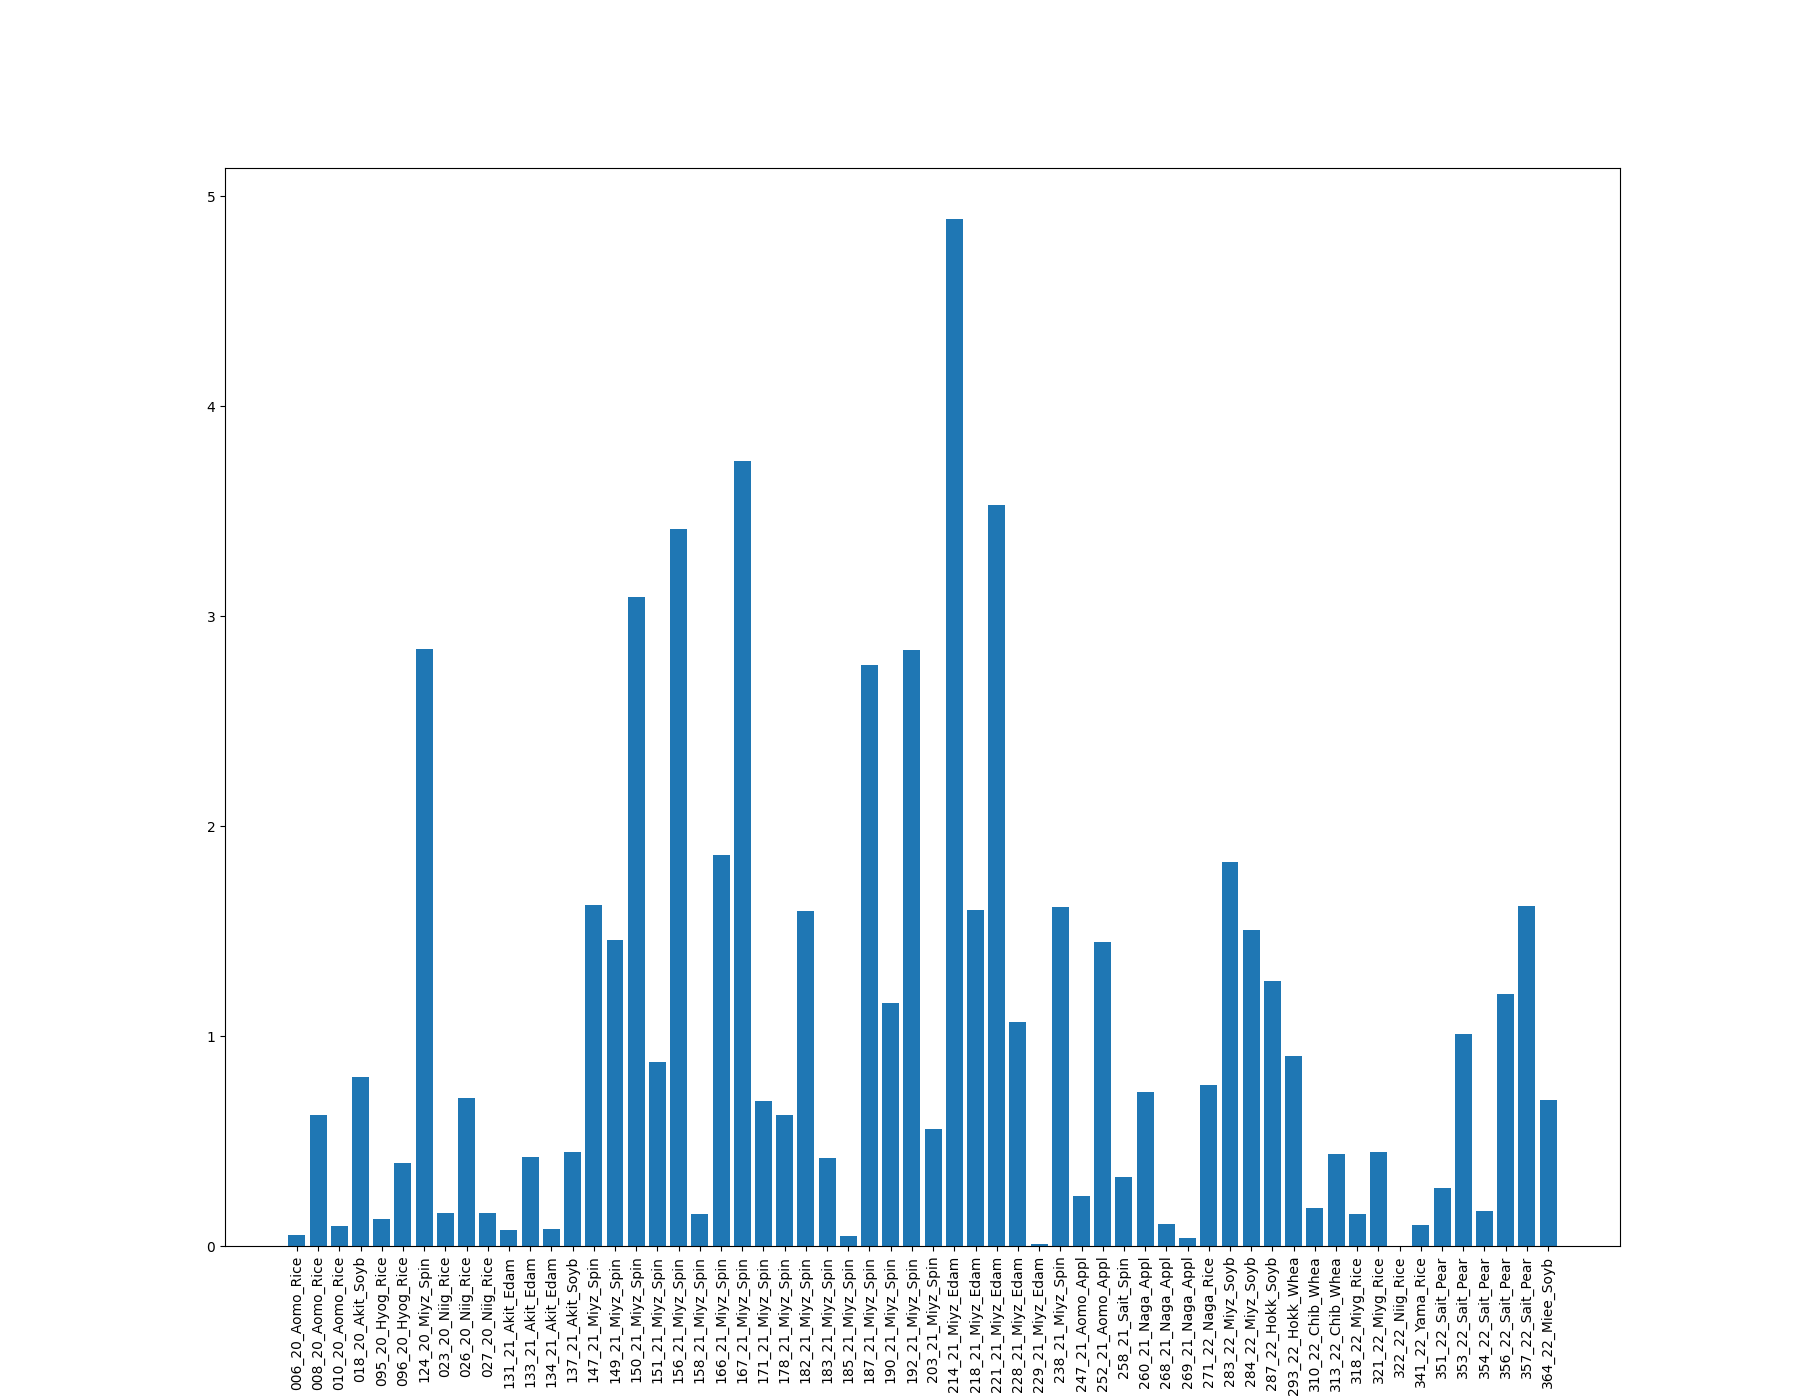 5
4
3
2
1
0
006_20_Aomo_Rice
008_20_Aomo_Rice
010_20_Aomo_Rice
018_20_Akit_Soyb
095_20_Hyog_Rice
096_20_Hyog_Rice
124_20_Miyz_Spin
023_20_Niig_Rice
026_20_Niig_Rice
027_20_Niig_Rice
131_21_Akit_Edam
133_21_Akit_Edam
134_21_Akit_Edam
137_21_Akit_Soyb
147_21_Miyz_Spin
149_21_Miyz_Spin
150_21_Miyz_Spin
151_21_Miyz_Spin
156_21_Miyz_Spin
158_21_Miyz_Spin
166_21_Miyz_Spin
167_21_Miyz_Spin
171_21_Miyz_Spin
178_21_Miyz_Spin
182_21_Miyz_Spin
183_21_Miyz_Spin
185_21_Miyz_Spin
187_21_Miyz_Spin
190_21_Miyz_Spin
192_21_Miyz_Spin
203_21_Miyz_Spin
214_21_Miyz_Edam
218_21_Miyz_Edam
221_21_Miyz_Edam
228_21_Miyz_Edam
229_21_Miyz_Edam
238_21_Miyz_Spin
247_21_Aomo_Appl
252_21_Aomo_Appl
258_21_Sait_Spin
260_21_Naga_Appl
268_21_Naga_Appl
269_21_Naga_Appl
271_22_Naga_Rice
283_22_Miyz_Soyb
284_22_Miyz_Soyb
287_22_Hokk_Soyb
293_22_Hokk_Whea
310_22_Chib_Whea
313_22_Chib_Whea
318_22_Miyg_Rice
321_22_Miyg_Rice
322_22_Niig_Rice
341_22_Yama_Rice
351_22_Sait_Pear
353_22_Sait_Pear
354_22_Sait_Pear
356_22_Sait_Pear
357_22_Sait_Pear
364_22_Miee_Soyb